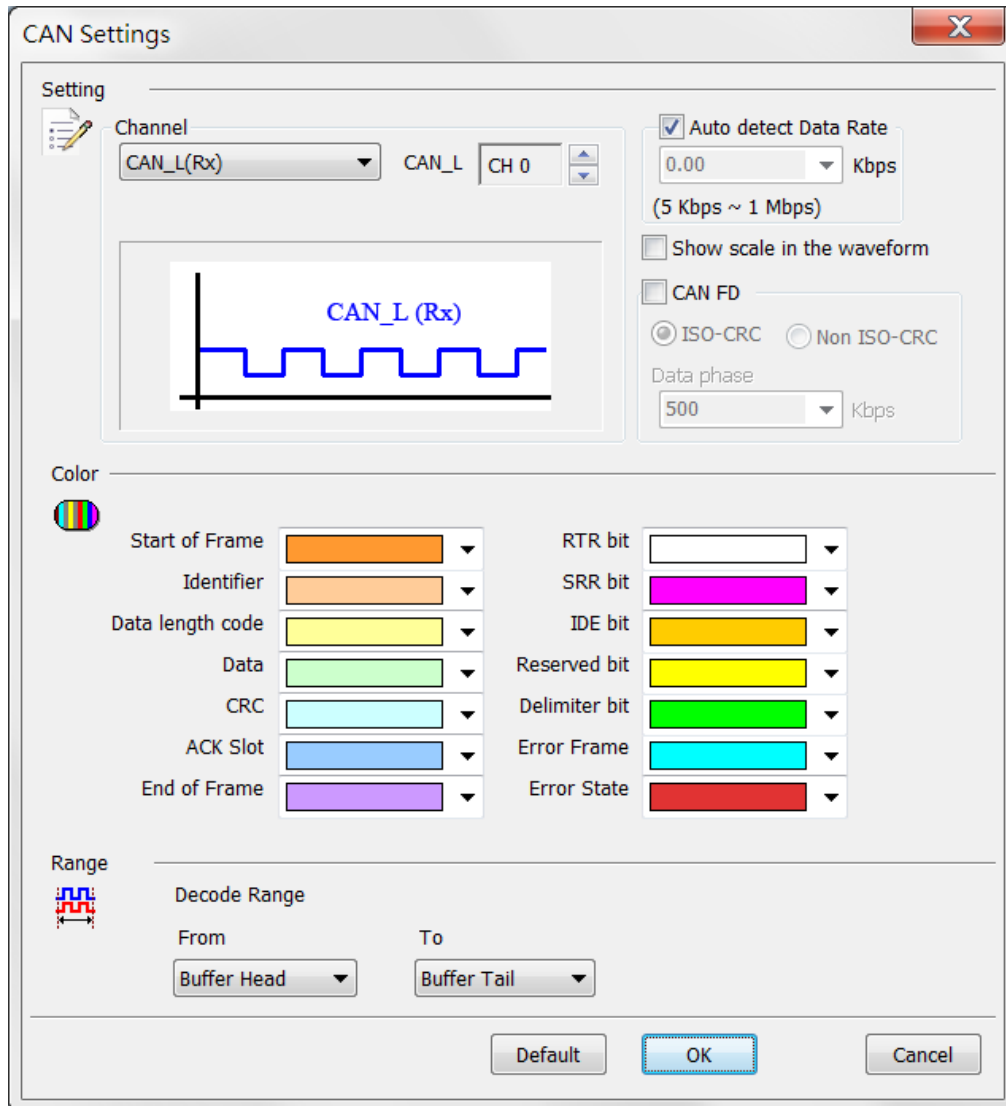 CAN Settings
X
Setting
Channel
CAN_L(Rx)
CAN_L
CH 0
Auto detect Data Rate
0.00
Kbps
(5 Kbps ~ 1 Mbps)
Show scale in the waveform
CAN FD
ISO-CRC
Non ISO-CRC
Data phase
500
Kbps
CAN_L (Rx)
Color
Start of Frame
RTR bit
Identifier
SRR bit
Data length code
IDE bit
Data
Reserved bit
CRC
Delimiter bit
ACK Slot
Error Frame
End of Frame
Error State
Range
Decode Range
From
To
Buffer Head
Buffer Tail
Default
OK
Cancel